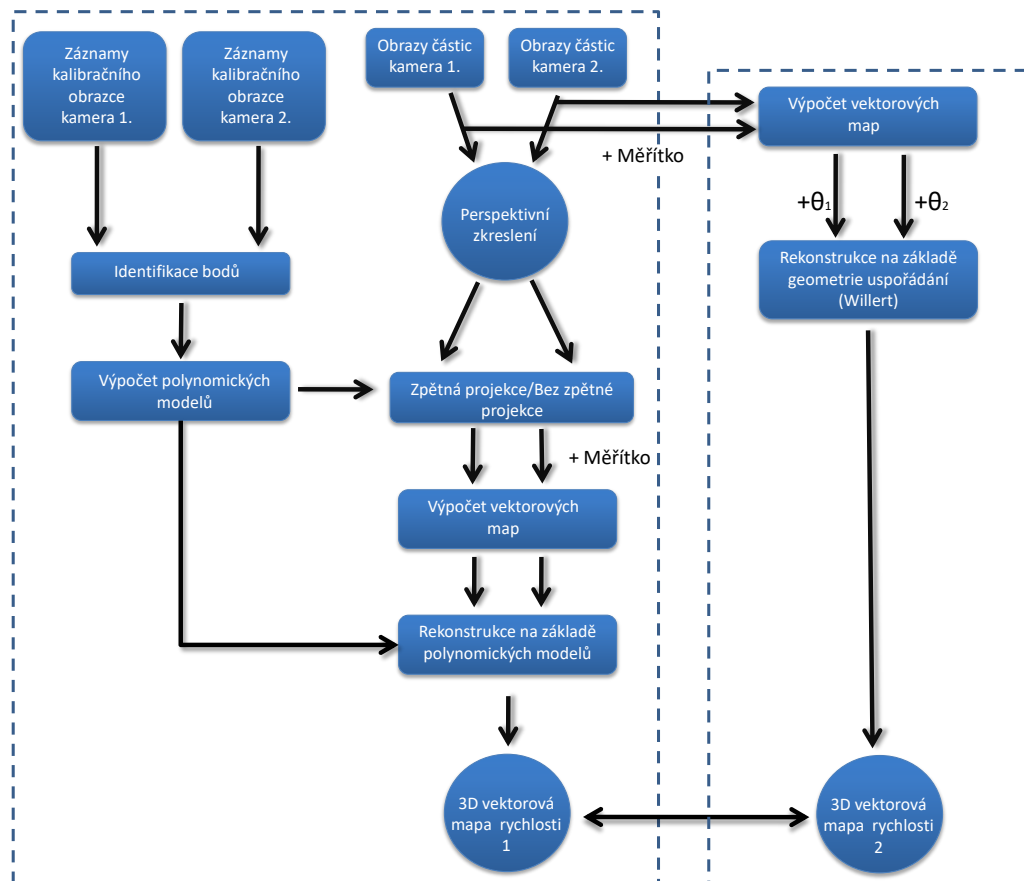 Záznamy
kalibračního
obrazce
kamera 1.
Záznamy
kalibračního
obrazce
kamera 2.
Obrazy částic
kamera 1.
Obrazy částic
kamera 2.
Výpočet vektorových
map
+ Měřítko
Perspektivní
zkreslení
+θ1
+θ2
Identifikace bodů
Rekonstrukce na základě
geometrie uspořádání
(Willert)
Výpočet polynomických
modelů
Zpětná projekce/Bez zpětné
projekce
+ Měřítko
Výpočet vektorových
map
Rekonstrukce na základě
polynomických modelů
3D vektorová
mapa rychlosti
1
3D vektorová
mapa rychlosti
2